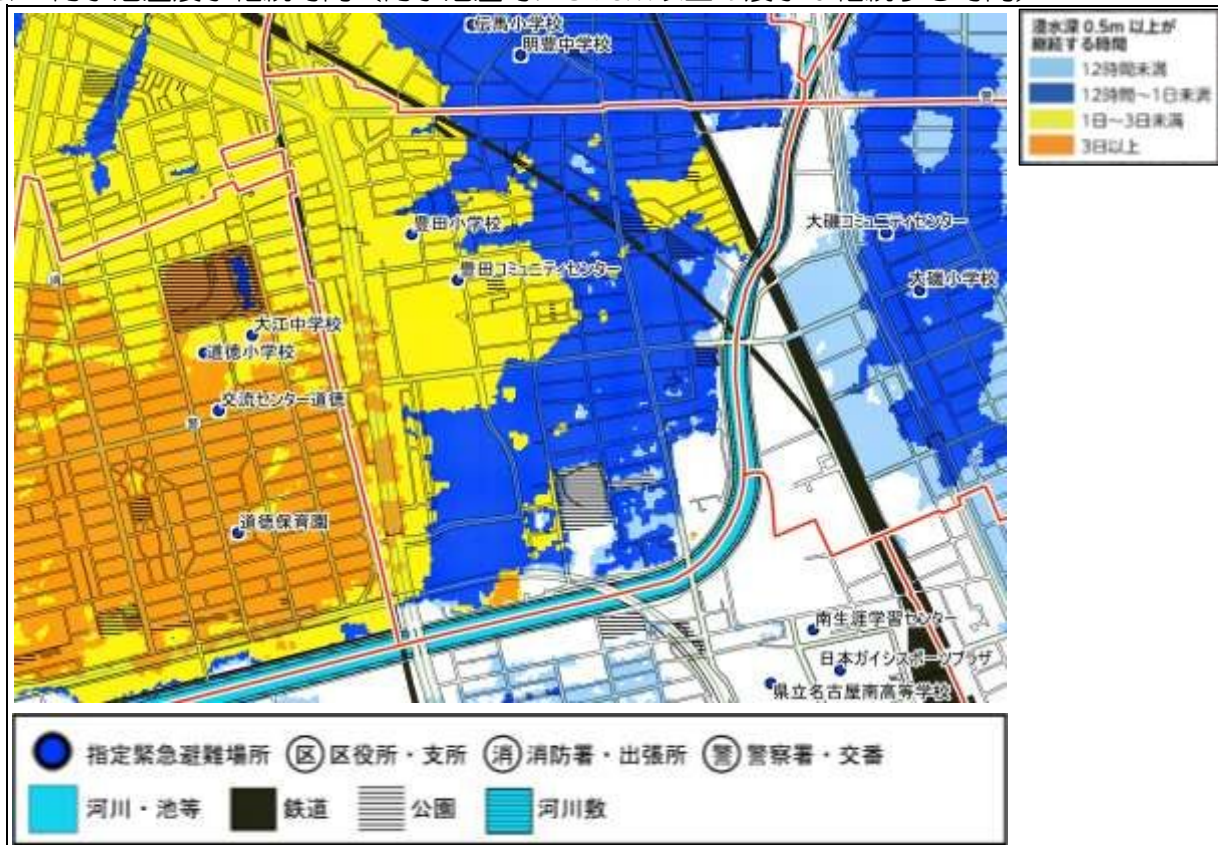 浸水深 0.5m 以上が
継続する時間
12時間未満
12時間～1日未満
1日～3日未満
3日以上
伝馬小学校
明豊中学校
豊田小学校
豊田コミュニティセンター
大磯コミュニティセンター
大磯小学校
消
大江中学校
道徳小学校
交流センター道徳
道徳保育園
南生涯学習センター
日本ガイシスポーツプラザ
県立名古屋南高等学校
指定緊急避難場所 区 区役所・支所 消 消防署・出張所 警 警察署・交番
河川・池等 鉄道 公園 河川敷